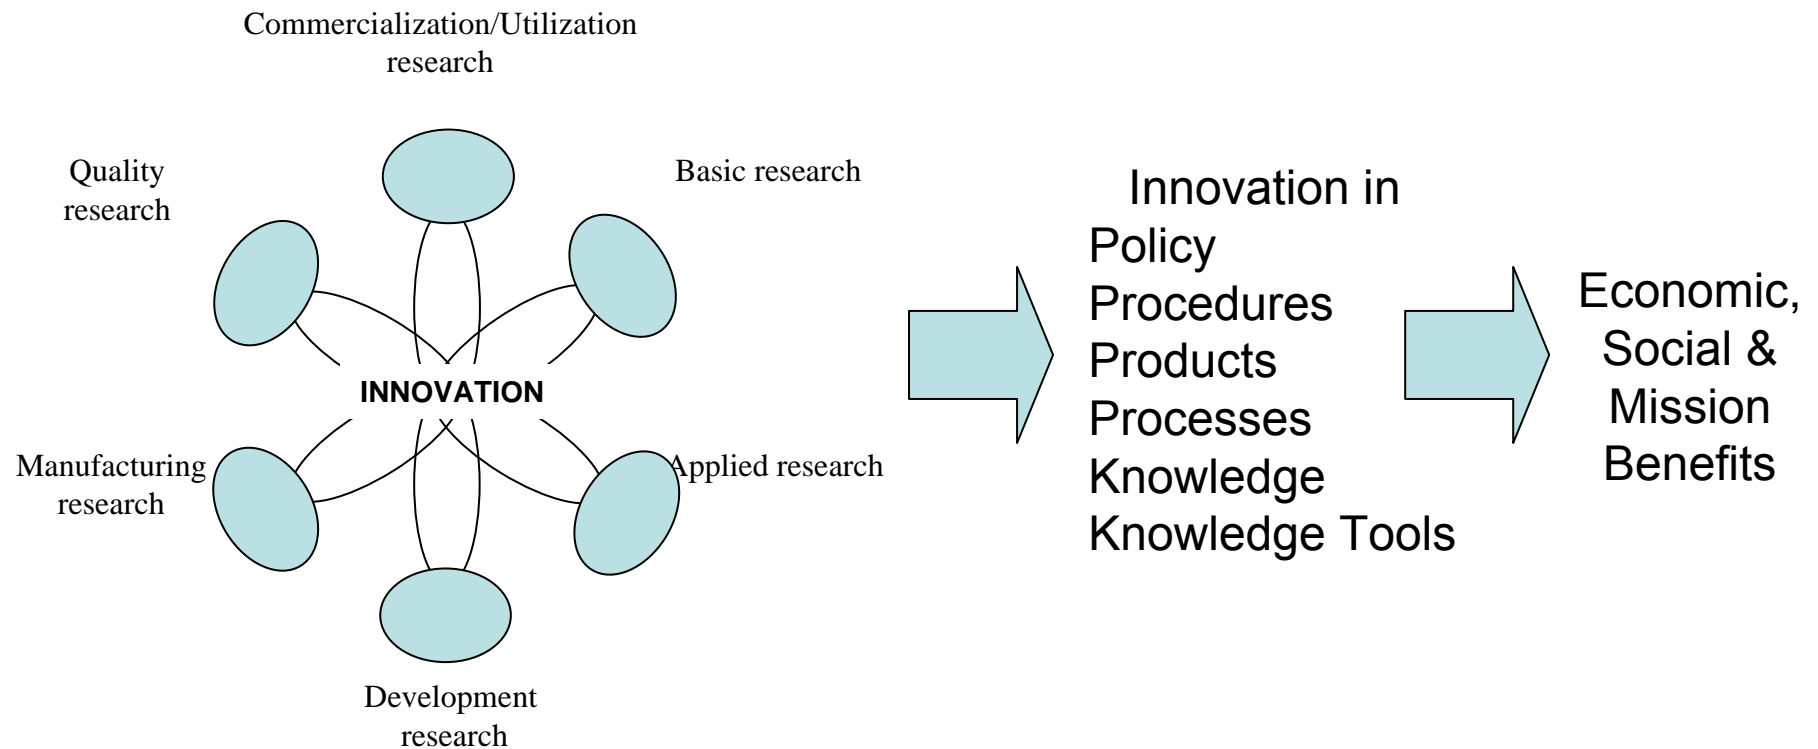 Commercialization/Utilization
research
Quality
research
Basic research
INNOVATION
Manufacturing
research
Applied research
Development
research
Innovation in
Policy
Procedures
Products
Processes
Knowledge
Knowledge Tools
Economic,
Social &
Mission
Benefits